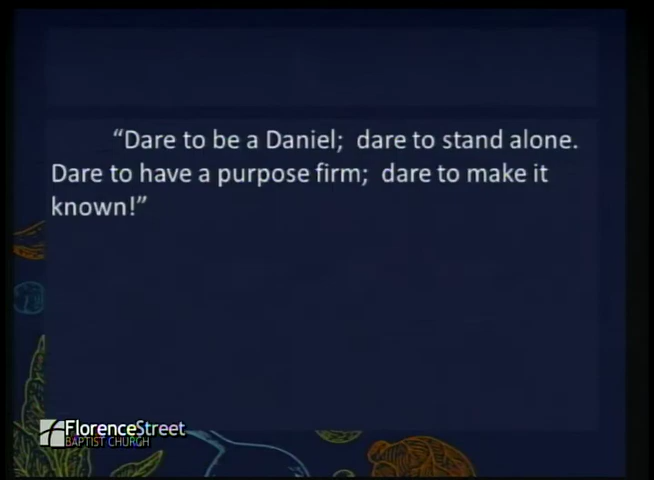 “Dare to be a Daniel;  dare to stand alone.
Dare to have a purpose firm;  dare to make it
known!”
FlorenceStreet
BAPTIST CHURCH